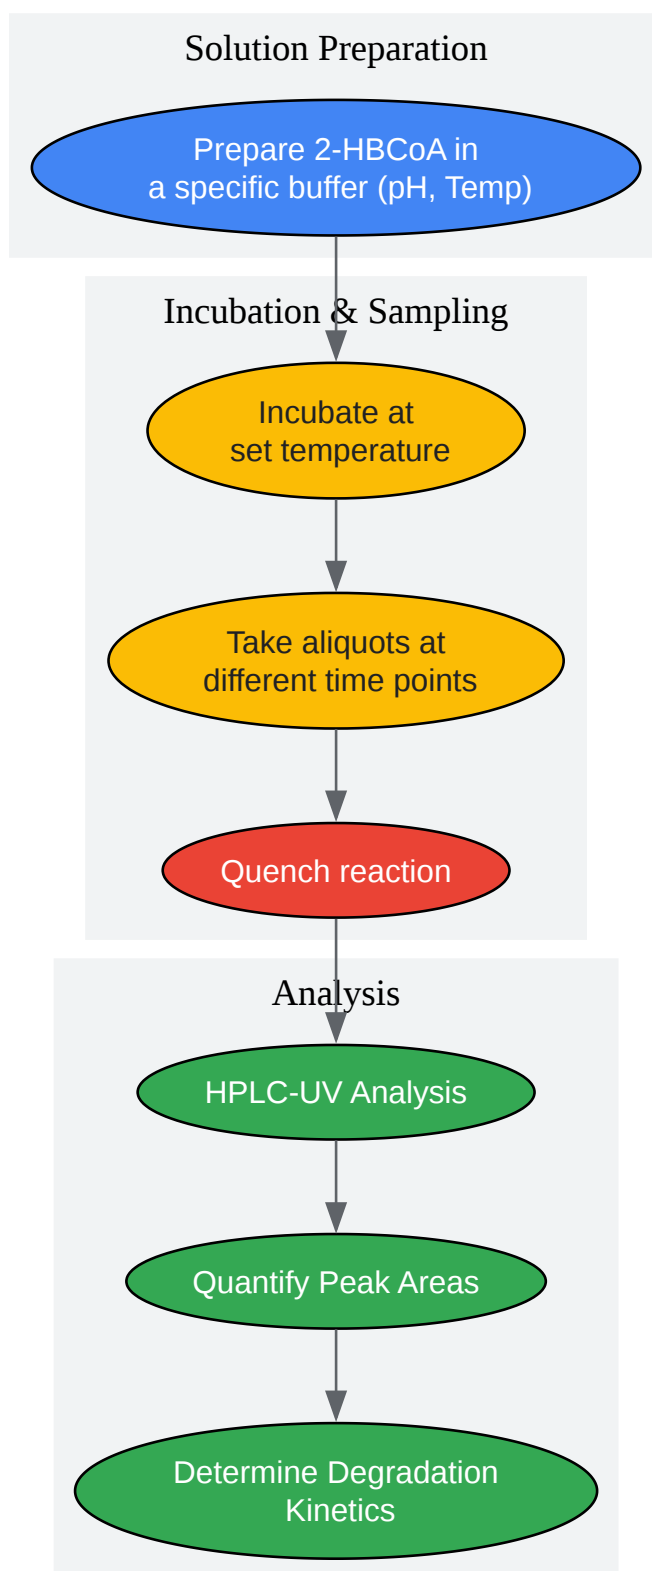 Solution Preparation
Prepare 2-HBCoA in
a specific buffer (pH, Temp)
Incubation & Sampling
Incubate at
set temperature
Take aliquots at
different time points
Quench reaction
Analysis
HPLC-UV Analysis
Quantify Peak Areas
Determine Degradation
Kinetics